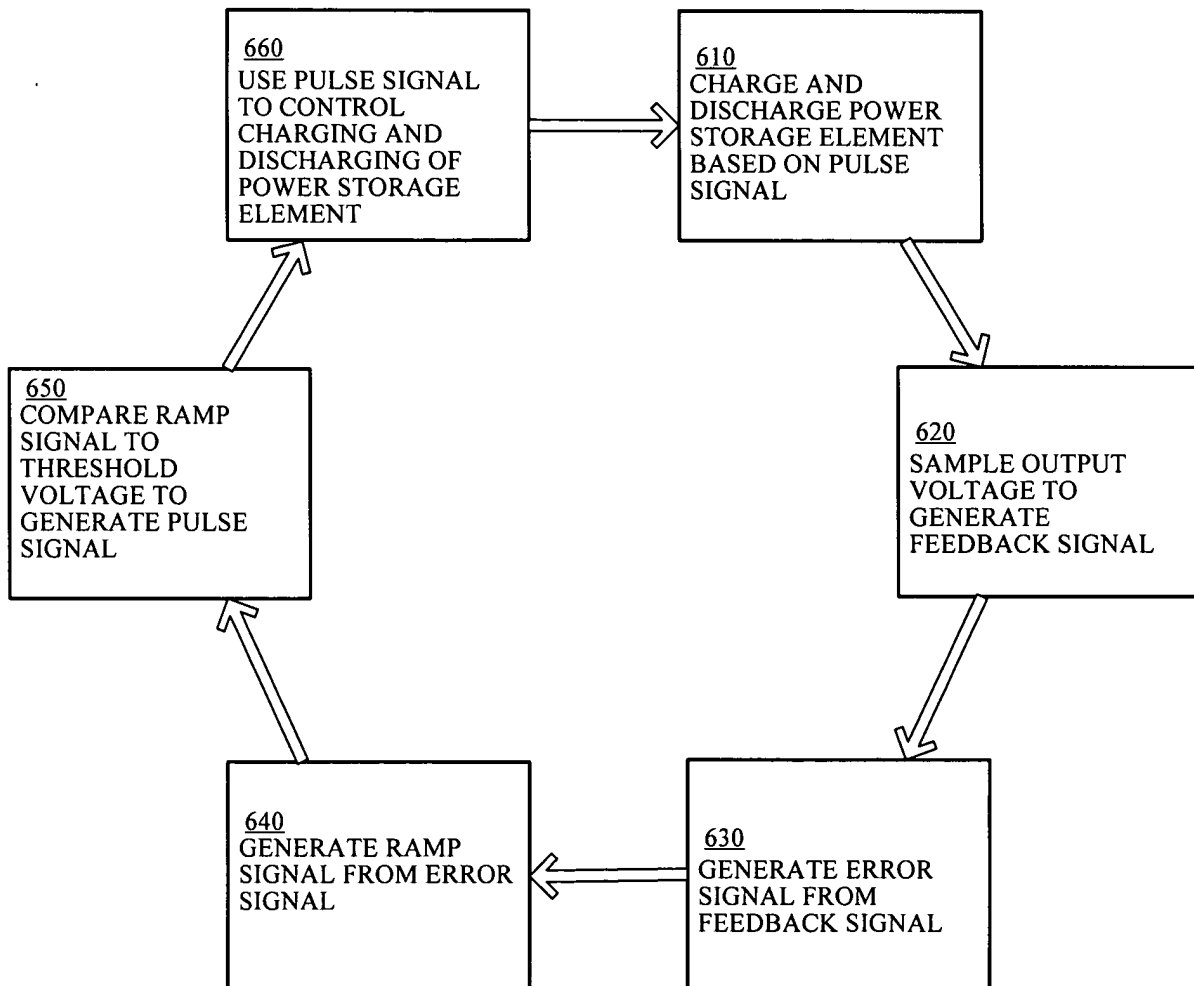 660
USE PULSE SIGNAL
TO CONTROL
CHARGING AND
DISCHARGING OF
POWER STORAGE
ELEMENT
610
CHARGE AND
DISCHARGE POWER
STORAGE ELEMENT
BASED ON PULSE
SIGNAL
620
SAMPLE OUTPUT
VOLTAGE TO
GENERATE
FEEDBACK SIGNAL
630
GENERATE ERROR
SIGNAL FROM
FEEDBACK SIGNAL
640
GENERATE RAMP
SIGNAL FROM ERROR
SIGNAL
650
COMPARE RAMP
SIGNAL TO
THRESHOLD
VOLTAGE TO
GENERATE PULSE
SIGNAL